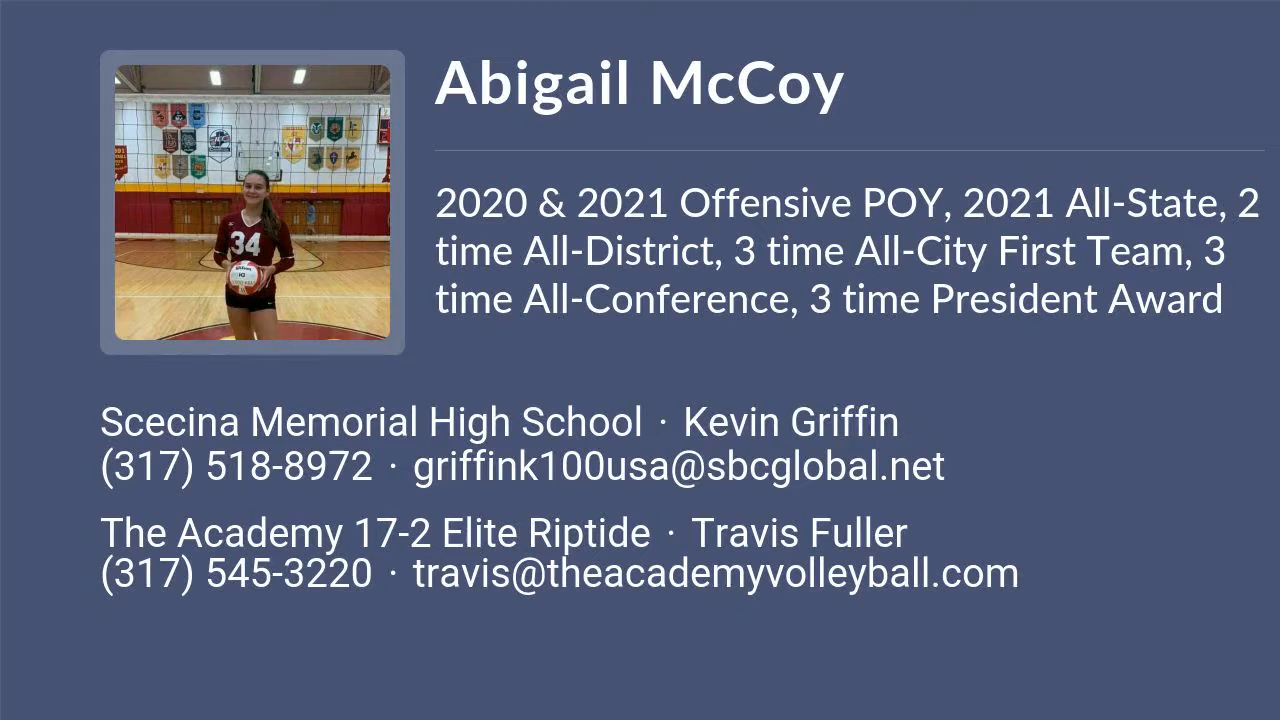 Abigail McCoy
2020 & 2021 Offensive POY, 2021 All-State, 2
time All-District, 3 time All-City First Team, 3
time All-Conference, 3 time President Award
34
Scecina Memorial High School · Kevin Griffin
(317) 518-8972 · griffink100usa@sbcglobal.net
The Academy 17-2 Elite Riptide · Travis Fuller
(317) 545-3220 · travis@theacademyvolleyball.com